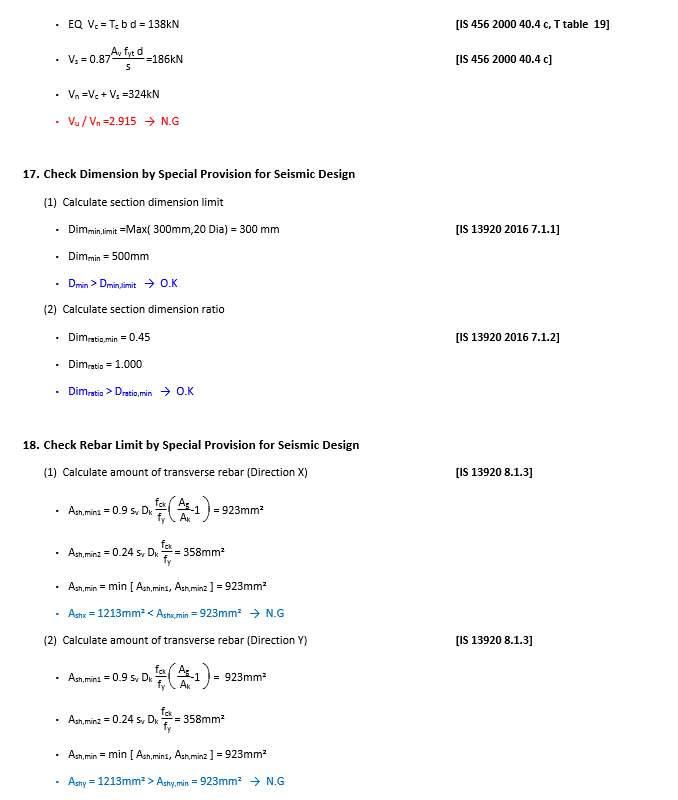 • EQ Vc = Tc b d = 138kN [IS 456 2000 40.4 c, T table 19]
• Vs = 0.87 Av fyt d / s =186kN [IS 456 2000 40.4 c]
• Vn =Vc + Vs =324kN
• Vu / Vn =2.915 → N.G
17. Check Dimension by Special Provision for Seismic Design
(1) Calculate section dimension limit
• Dimmin,limit =Max( 300mm,20 Dia) = 300 mm [IS 13920 2016 7.1.1]
• Dimmin = 500mm
• Dmin > Dmin,limit → O.K
(2) Calculate section dimension ratio
• Dimratio,min = 0.45 [IS 13920 2016 7.1.2]
• Dimratio = 1.000
• Dimratio > Dratio,min → O.K
18. Check Rebar Limit by Special Provision for Seismic Design
(1) Calculate amount of transverse rebar (Direction X) [IS 13920 8.1.3]
• Ash,min1 = 0.9 sv Dk fck / fy ( Ag / Ak -1 ) = 923mm²
• Ash,min2 = 0.24 sv Dk fck / fy = 358mm²
• Ash,min = min [ Ash,min1, Ash,min2 ] = 923mm²
• Ashx = 1213mm² < Ashx,min = 923mm² → N.G
(2) Calculate amount of transverse rebar (Direction Y) [IS 13920 8.1.3]
• Ash,min1 = 0.9 sv Dk fck / fy ( Ag / Ak -1 ) = 923mm²
• Ash,min2 = 0.24 sv Dk fck / fy = 358mm²
• Ash,min = min [ Ash,min1, Ash,min2 ] = 923mm²
• Ashy = 1213mm² > Ashy,min = 923mm² → N.G